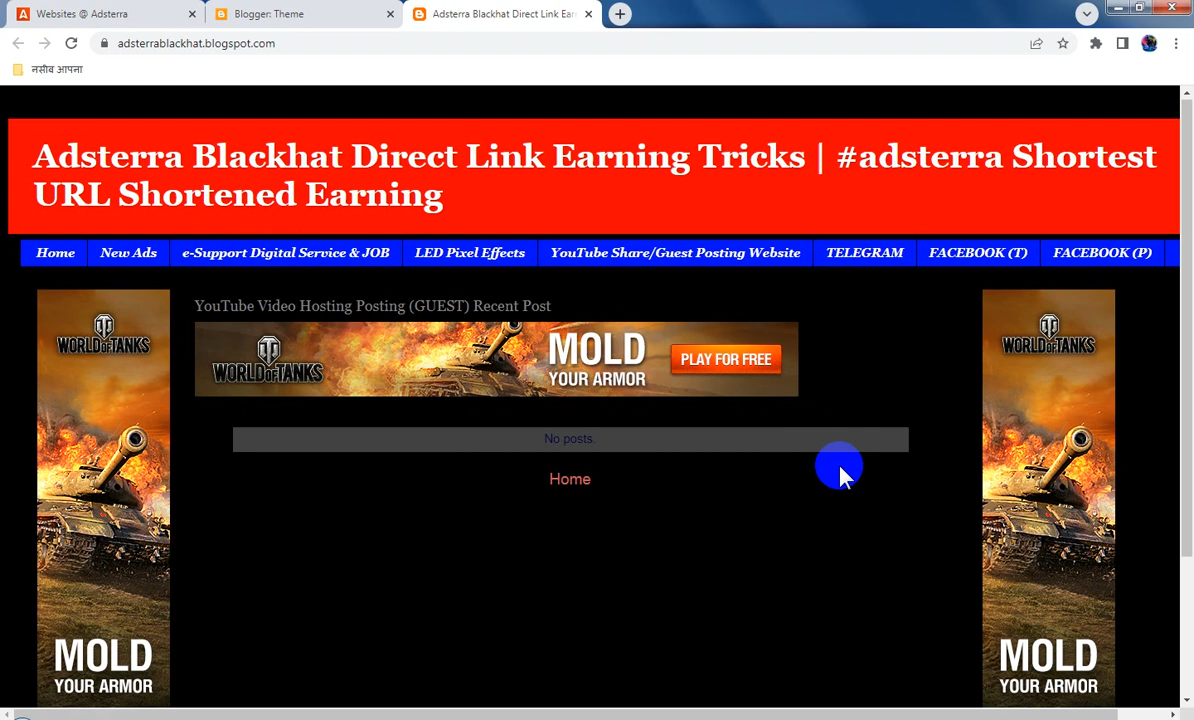 Websites @ Adsterra
Blogger: Theme
Adsterra Blackhat Direct Link Ear
adsterrablackhat.blogspot.com
नसीब आपना
Adsterra Blackhat Direct Link Earning Tricks | #adsterra Shortest
URL Shortened Earning
Home
New Ads
e-Support Digital Service & JOB
LED Pixel Effects
YouTube Share/Guest Posting Website
TELEGRAM
FACEBOOK (T)
FACEBOOK (P)
YouTube Video Hosting Posting (GUEST) Recent Post
WORLD OF TANKS
MOLD
YOUR ARMOR
WORLD OF TANKS
MOLD
YOUR ARMOR
PLAY FOR FREE
No posts.
Home
WORLD OF TANKS
MOLD
YOUR ARMOR